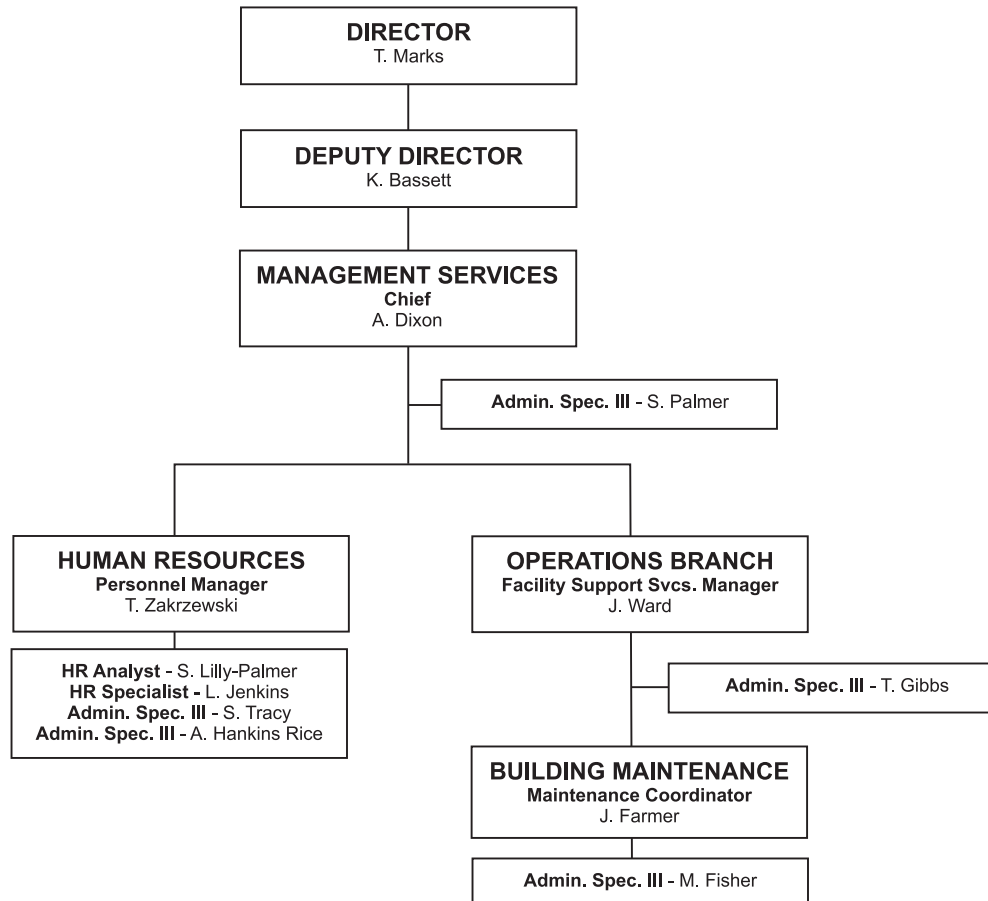 DIRECTOR
T. Marks
DEPUTY DIRECTOR
K. Bassett
MANAGEMENT SERVICES
Chief
A. Dixon
Admin. Spec. III - S. Palmer
HUMAN RESOURCES
Personnel Manager
T. Zakrzewski
HR Analyst - S. Lilly-Palmer
HR Specialist - L. Jenkins
Admin. Spec. III - S. Tracy
Admin. Spec. III - A. Hankins Rice
OPERATIONS BRANCH
Facility Support Svcs. Manager
J. Ward
Admin. Spec. III - T. Gibbs
BUILDING MAINTENANCE
Maintenance Coordinator
J. Farmer
Admin. Spec. III - M. Fisher